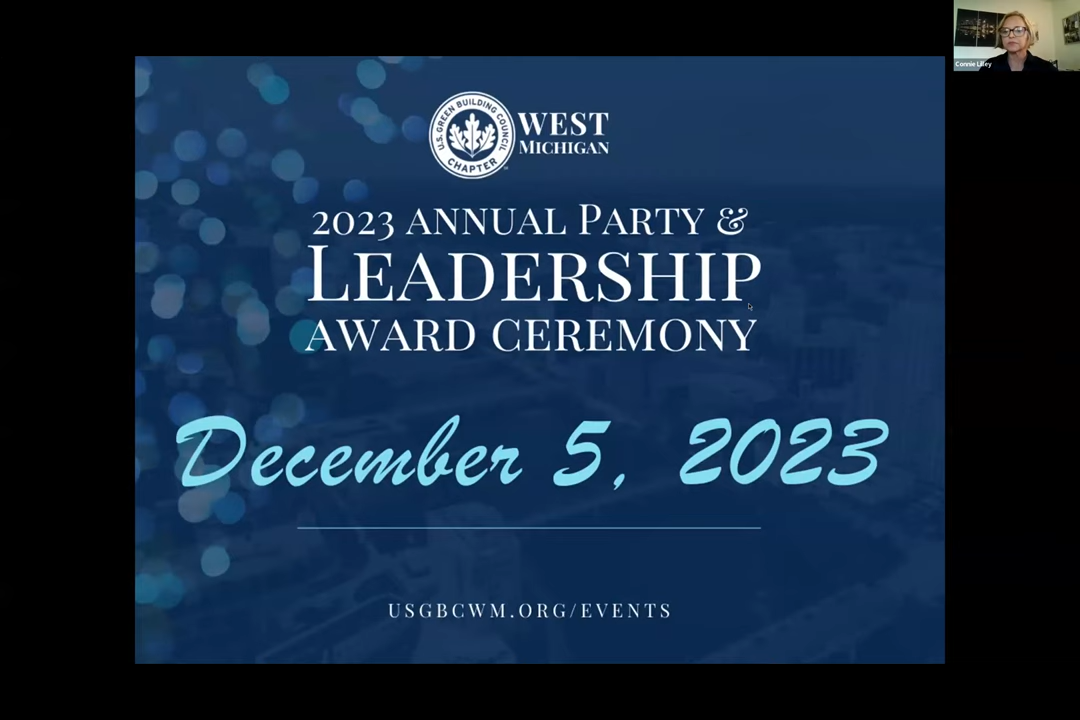 U.S. GREEN BUILDING COUNCIL
CHAPTER
WEST
MICHIGAN
2023 ANNUAL PARTY &
LEADERSHIP
AWARD CEREMONY
December 5, 2023
USGBCWM.ORG/EVENTS
Connie Lilley